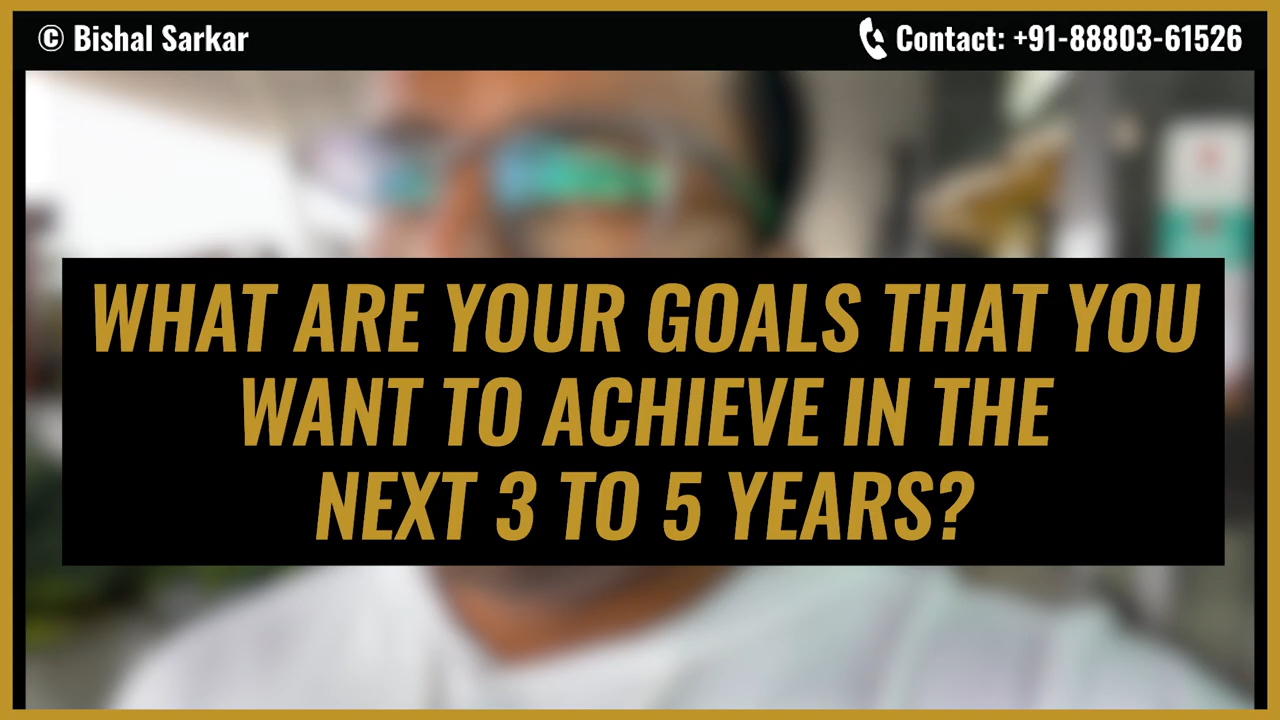 © Bishal Sarkar
Contact: +91-88803-61526
WHAT ARE YOUR GOALS THAT YOU
WANT TO ACHIEVE IN THE
NEXT 3 TO 5 YEARS?